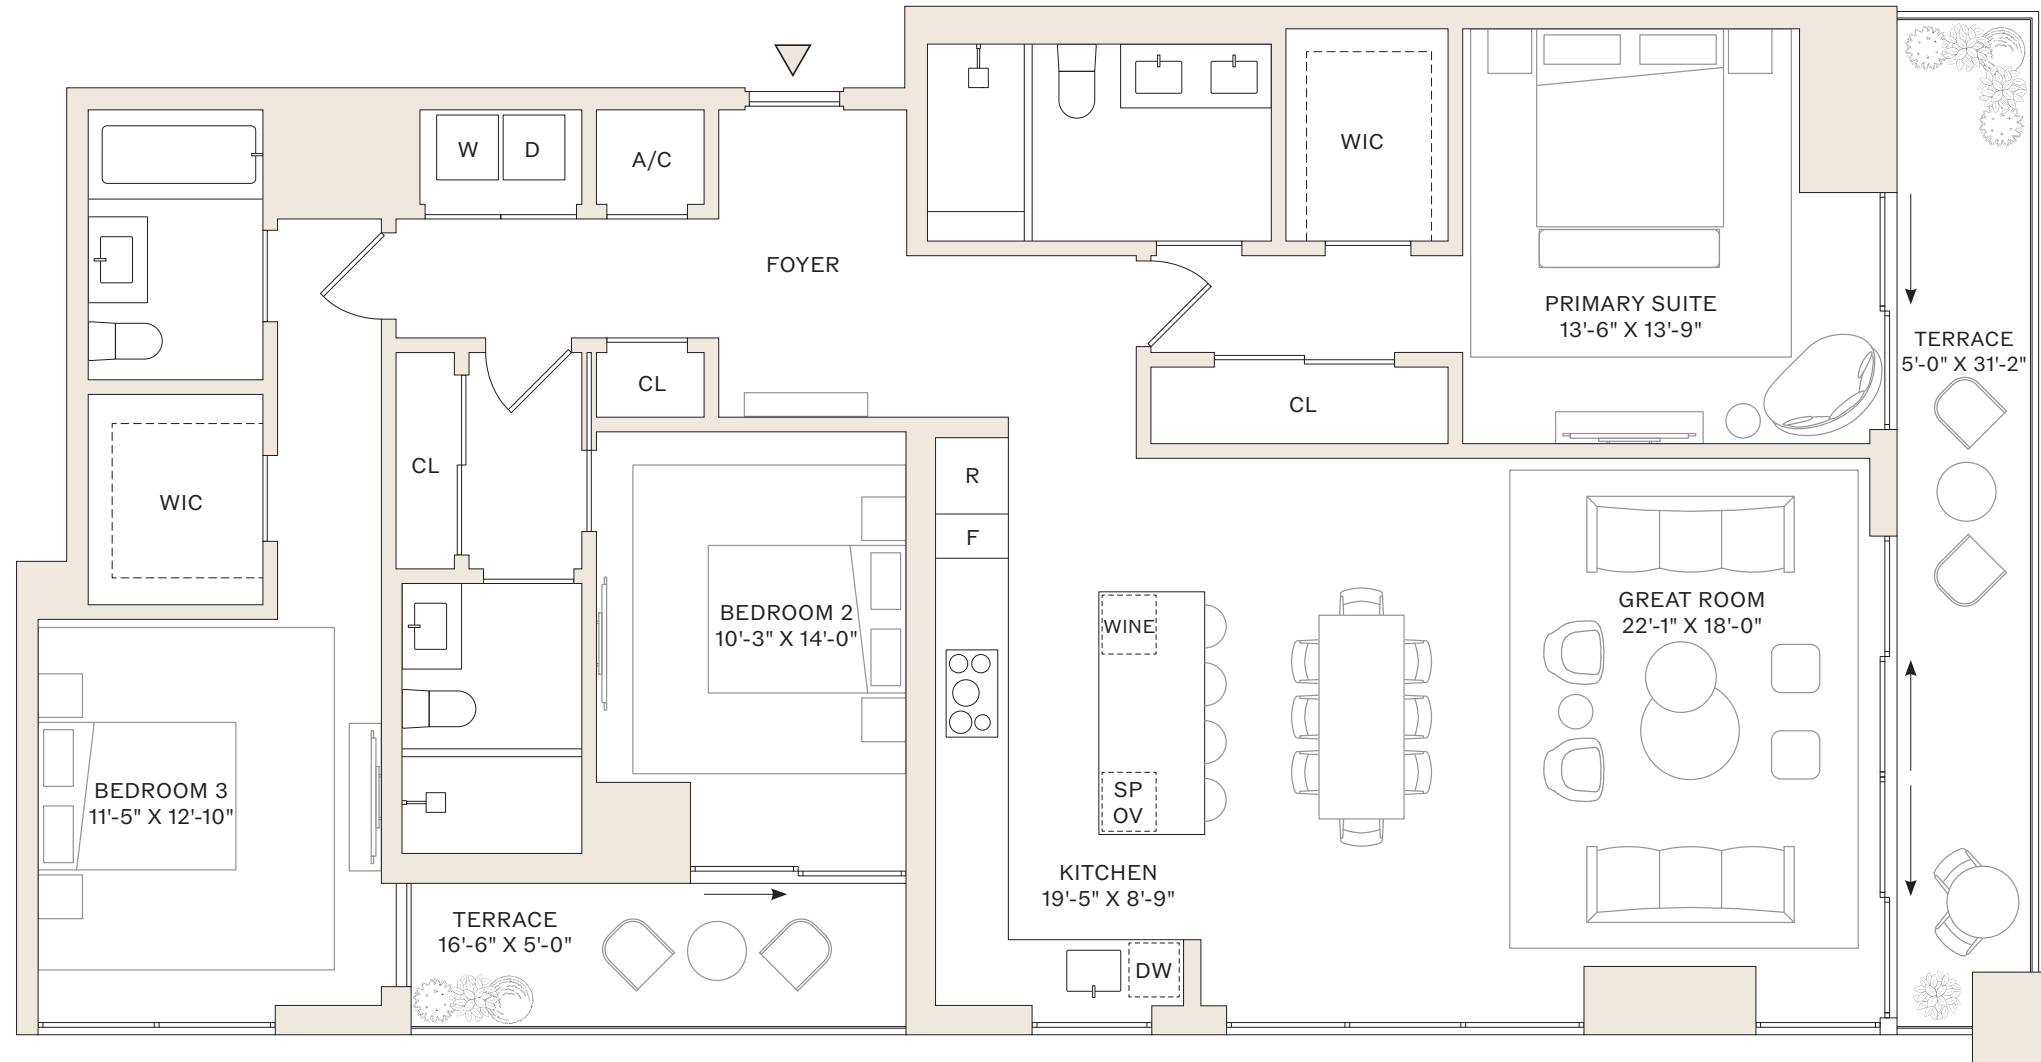 W
D
A/C
WIC
FOYER
PRIMARY SUITE
13'-6" X 13'-9"
TERRACE
5'-0" X 31'-2"
CL
CL
CL
WIC
R
F
BEDROOM 2
10'-3" X 14'-0"
WINE
GREAT ROOM
22'-1" X 18'-0"
BEDROOM 3
11'-5" X 12'-10"
SP
OV
KITCHEN
19'-5" X 8'-9"
TERRACE
16'-6" X 5'-0"
DW